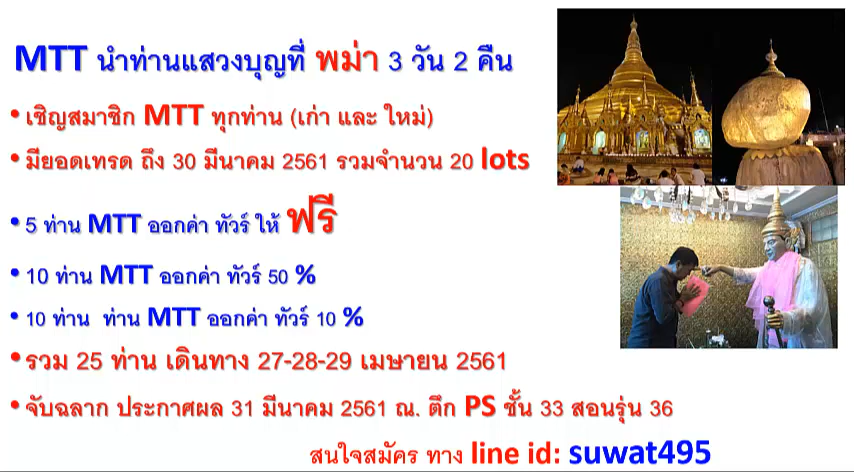 MTT นำท่านแสวงบุญที่ พม่า 3 วัน 2 คืน
• เชิญสมาชิก MTT ทุกท่าน (เก่า และ ใหม่)
• มียอดเทรด ถึง 30 มีนาคม 2561 รวมจำนวน 20 lots
• 5 ท่าน MTT ออกค่า ทัวร์ ให้ ฟรี
• 10 ท่าน MTT ออกค่า ทัวร์ 50 %
• 10 ท่าน ท่าน MTT ออกค่า ทัวร์ 10 %
• รวม 25 ท่าน เดินทาง 27-28-29 เมษายน 2561
• จับฉลาก ประกาศผล 31 มีนาคม 2561 ณ. ตึก PS ชั้น 33 สอนรุ่น 36
สนใจสมัคร ทาง line id: suwat495